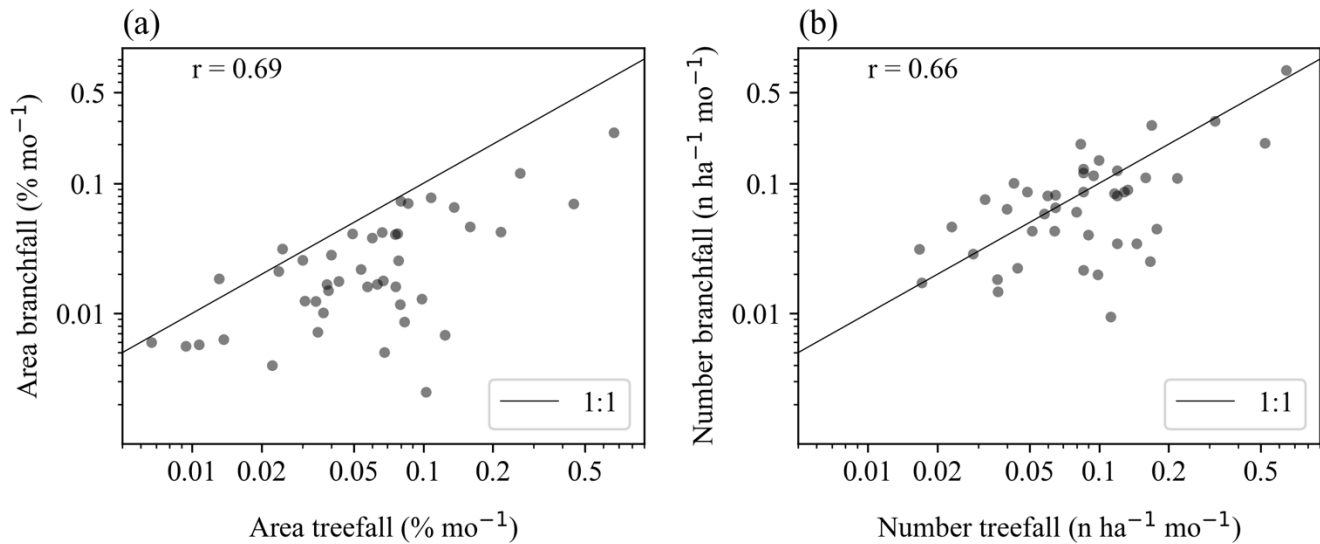 (a)
r = 0.69
Area branchfall (% mo⁻¹)
0.5
0.1
0.01
1:1
0.01 0.02 0.05 0.1 0.2 0.5
Area treefall (% mo⁻¹)
(b)
r = 0.66
Number branchfall (n ha⁻¹ mo⁻¹)
0.5
0.1
0.01
1:1
0.01 0.02 0.05 0.1 0.2 0.5
Number treefall (n ha⁻¹ mo⁻¹)